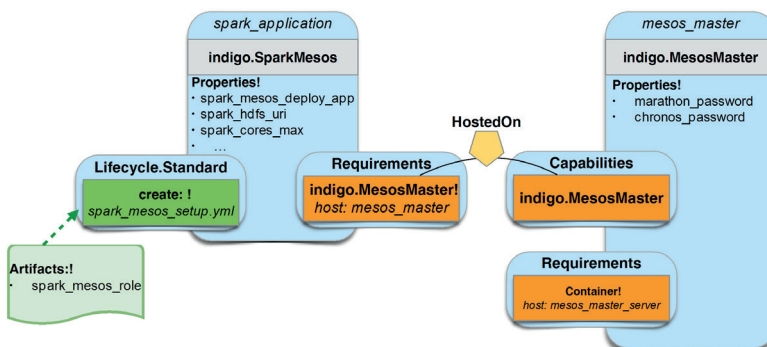 spark_application
indigo.SparkMesos
Properties!
• spark_mesos_deploy_app
• spark_hdfs_uri
• spark_cores_max
• ...
Lifecycle.Standard
create: !
spark_mesos_setup.yml
Artifacts:!
• spark_mesos_role
Requirements
indigo.MesosMaster!
host: mesos_master
HostedOn
mesos_master
indigo.MesosMaster
Properties!
• marathon_password
• chronos_password
Capabilities
indigo.MesosMaster
Requirements
Container!
host: mesos_master_server